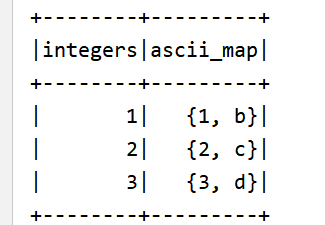 +--------+---------+
|integers|ascii_map|
+--------+---------+
|       1|   {1, b}|
|       2|   {2, c}|
|       3|   {3, d}|
+--------+---------+